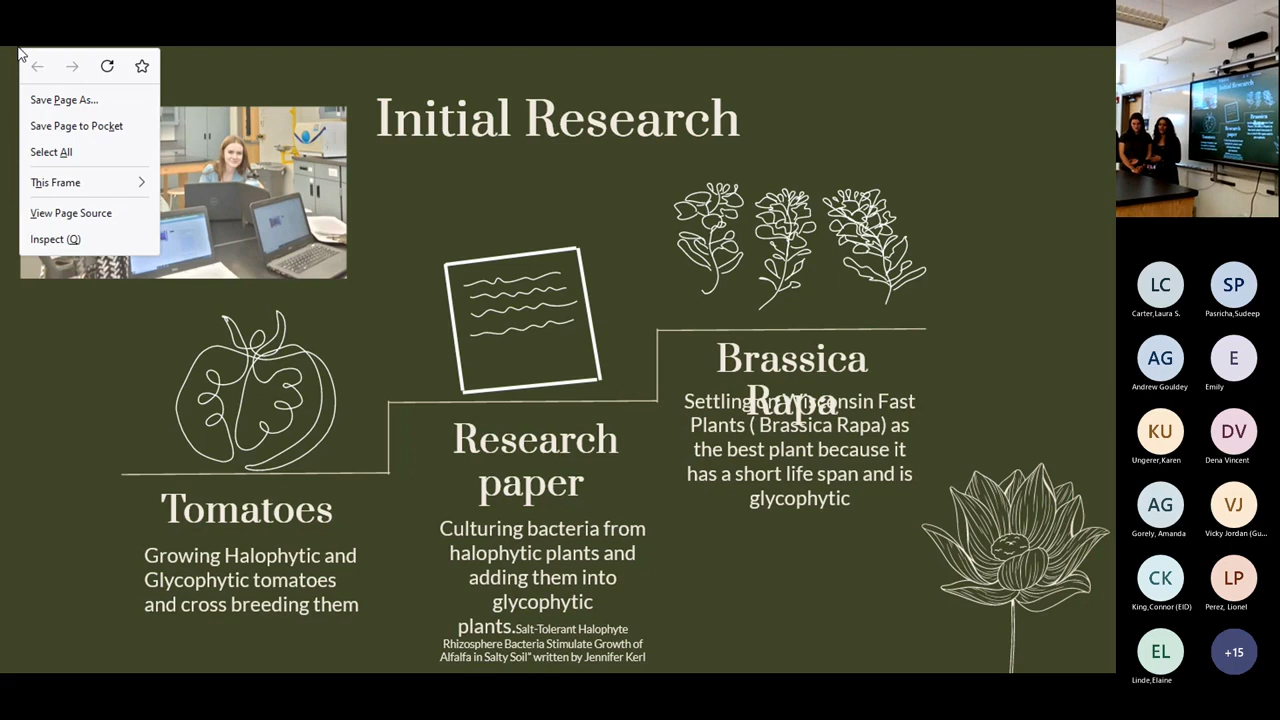 Save Page As...
Save Page to Pocket
Select All
This Frame
View Page Source
Inspect (Q)
Initial Research
Tomatoes
Growing Halophytic and
Glycophytic tomatoes
and cross breeding them
Research
paper
Culturing bacteria from
halophytic plants and
adding them into
glycophytic
plants.Salt-Tolerant Halophyte
Rhizosphere Bacteria Stimulate Growth of
Alfalfa in Salty Soil" written by Jennifer Kerl
Brassica
Rapa
Settling on Wisconsin Fast
Plants ( Brassica Rapa) as
the best plant because it
has a short life span and is
glycophytic
Initial Research
LC
Carter,Laura S.
SP
Pasricha,Sudeep
AG
Andrew Gouldey
E
Emily
KU
Ungerer,Karen
DV
Dena Vincent
AG
Gorely, Amanda
VJ
Vicky Jordan (Gu...
CK
King,Connor (EID)
LP
Perez, Lionel
EL
Linde,Elaine
+15